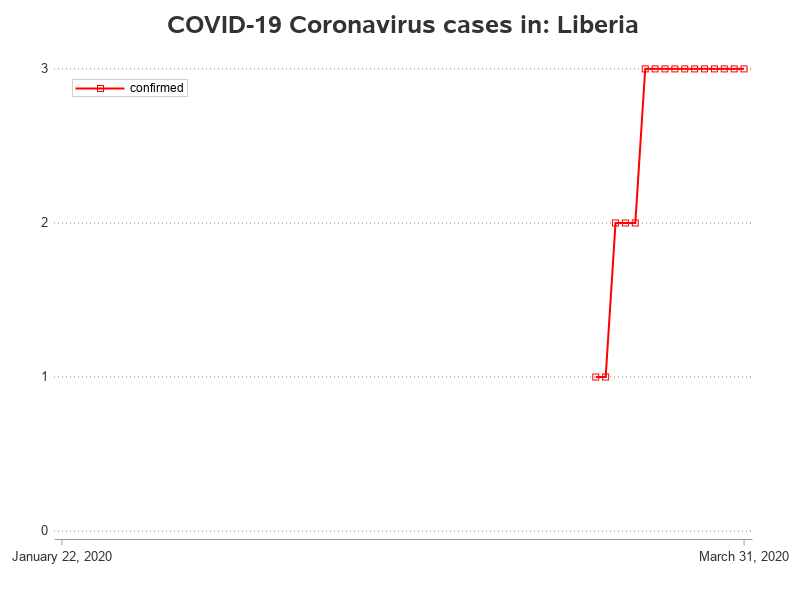 COVID-19 Coronavirus cases in: Liberia
3
confirmed
2
1
0
January 22, 2020
March 31, 2020